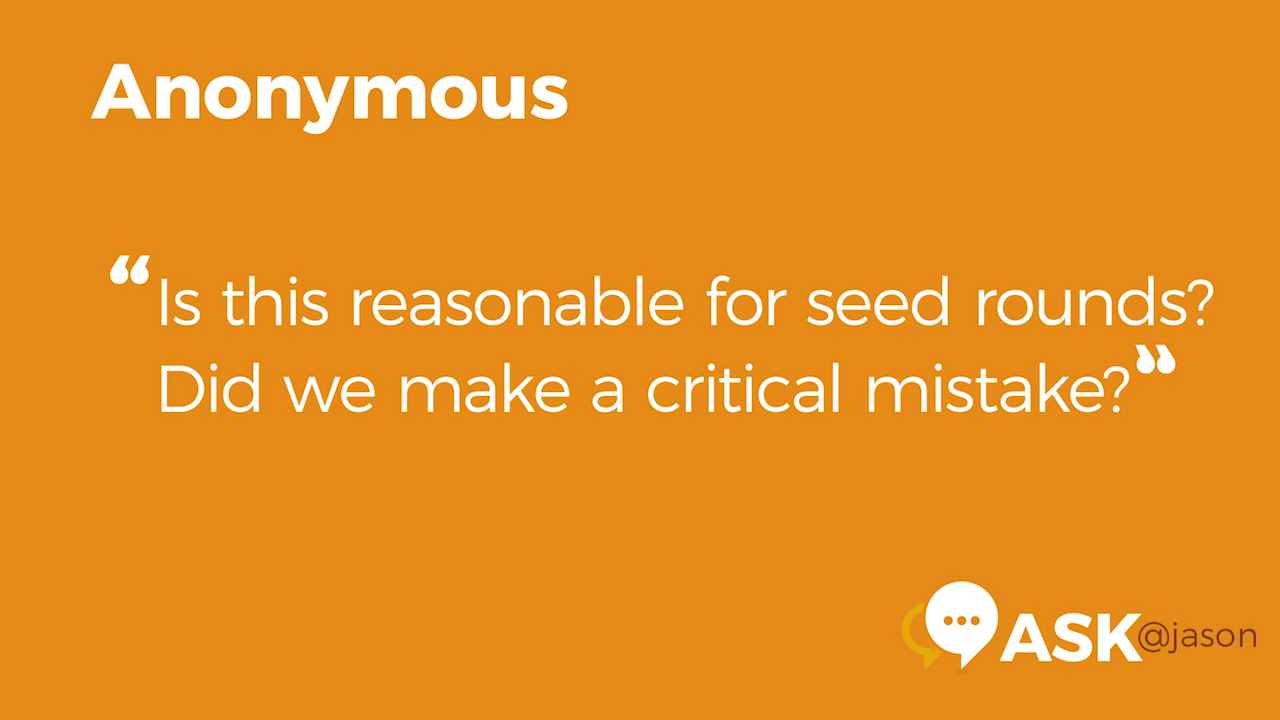 Anonymous
“Is this reasonable for seed rounds?
Did we make a critical mistake?”
ASK@jason